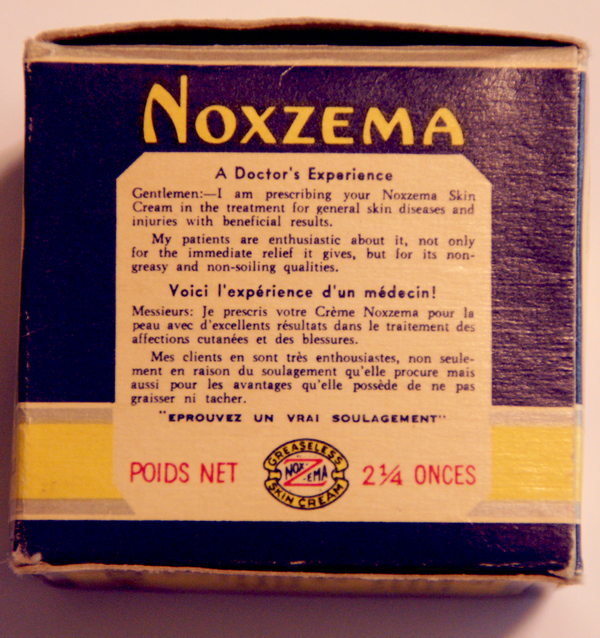 NOXZEMA
A Doctor's Experience
Gentlemen:—I am prescribing your Noxzema Skin
Cream in the treatment for general skin diseases and
injuries with beneficial results.
My patients are enthusiastic about it, not only
for the immediate relief it gives, but for its non-
greasy and non-soiling qualities.
Voici l'expérience d'un médecin!
Messieurs: Je prescris votre Crème Noxzema pour la
peau avec d'excellents résultats dans le traitement des
affections cutanées et des blessures.
Mes clients en sont très enthousiastes, non seule-
ment en raison du soulagement qu'elle procure mais
aussi pour les avantages qu'elle possède de ne pas
graisser ni tacher.
"EPROUVEZ UN VRAI SOULAGEMENT"
GREASELESS
POIDS NET NOXZEMA 2¼ ONCES
SKIN CREAM